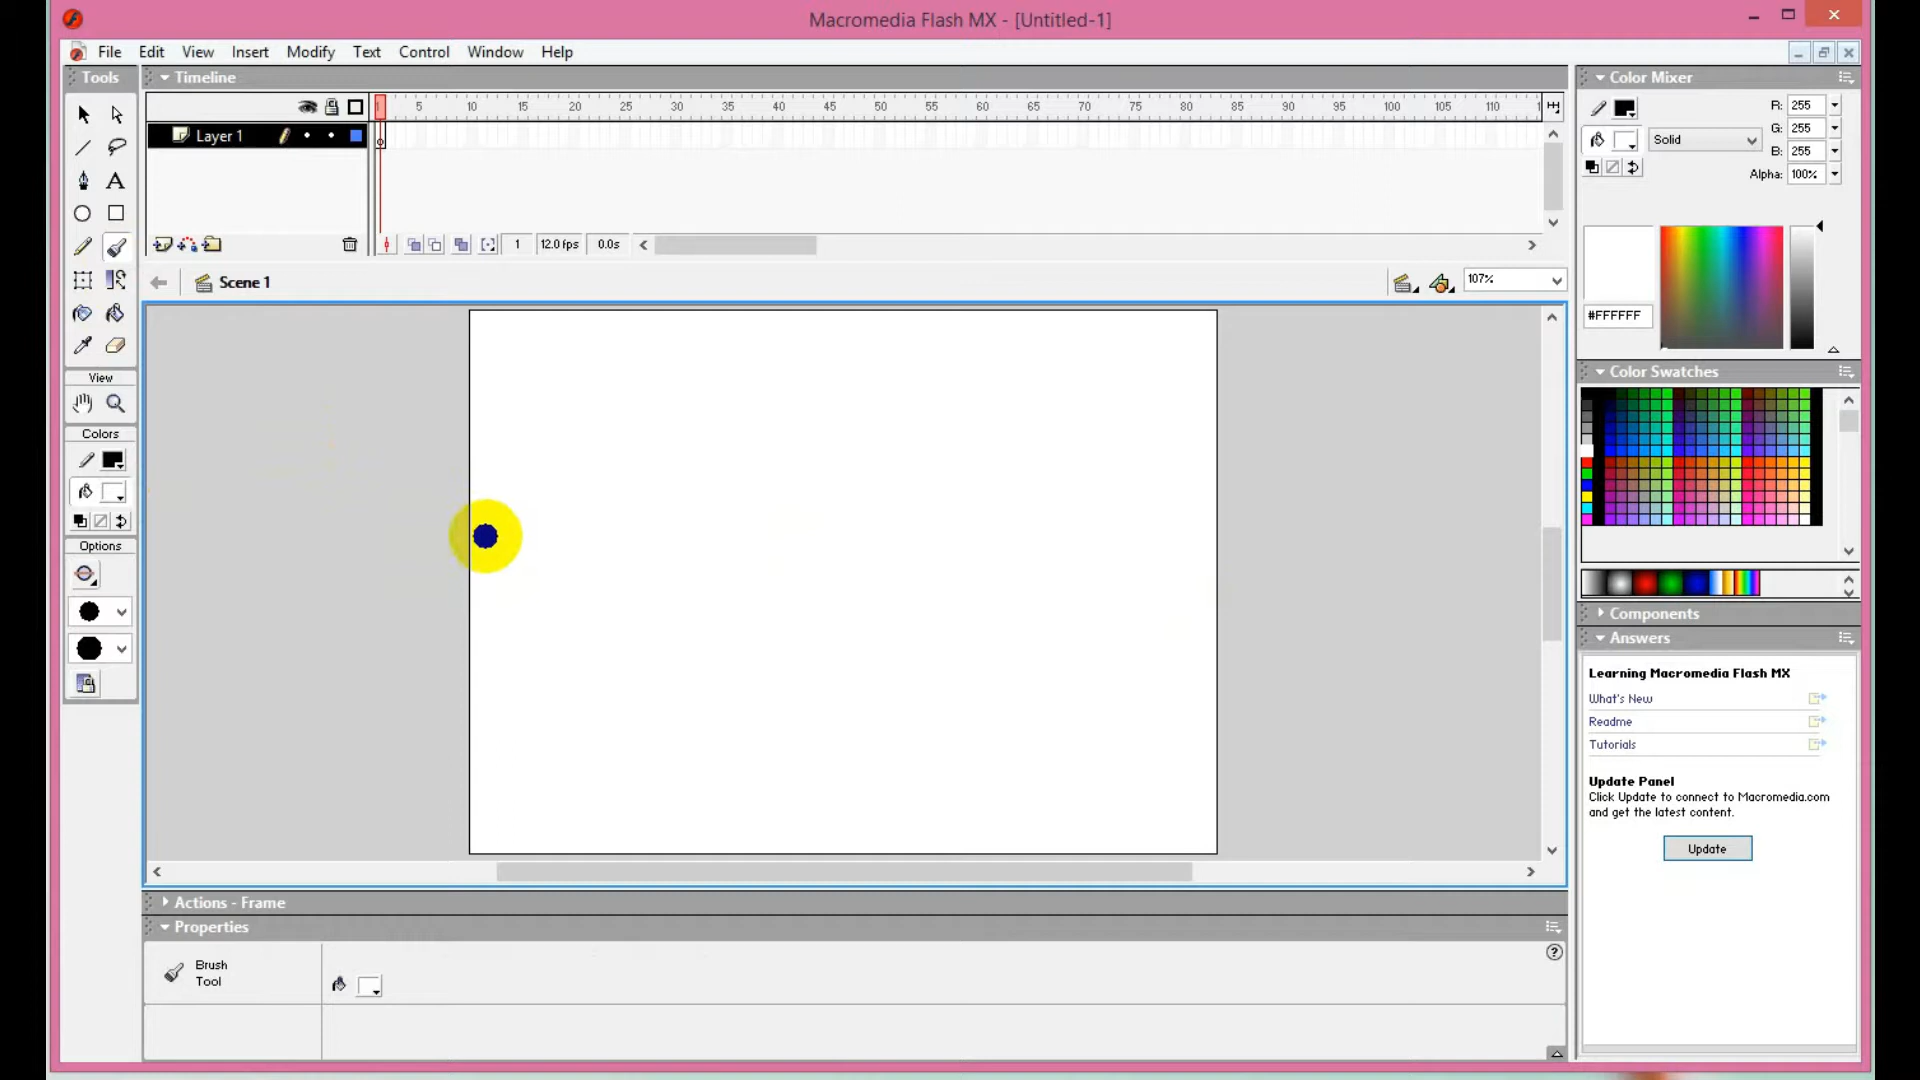 Macromedia Flash MX - [Untitled-1]
File Edit View Insert Modify Text Control Window Help
Tools
Timeline
1 5 10 15 20 25 30 35 40 45 50 55 60 65 70 75 80 85 90 95 100 105 110
Layer 1
1 12.0 fps 0.0s
Scene 1
107%
View
Colors
Options
Color Mixer
R: 255
Solid
G: 255
B: 255
Alpha: 100%
#FFFFFF
Color Swatches
Components
Answers
Learning Macromedia Flash MX
What's New
Readme
Tutorials
Update Panel
Click Update to connect to Macromedia.com
and get the latest content.
Update
Actions - Frame
Properties
Brush
Tool